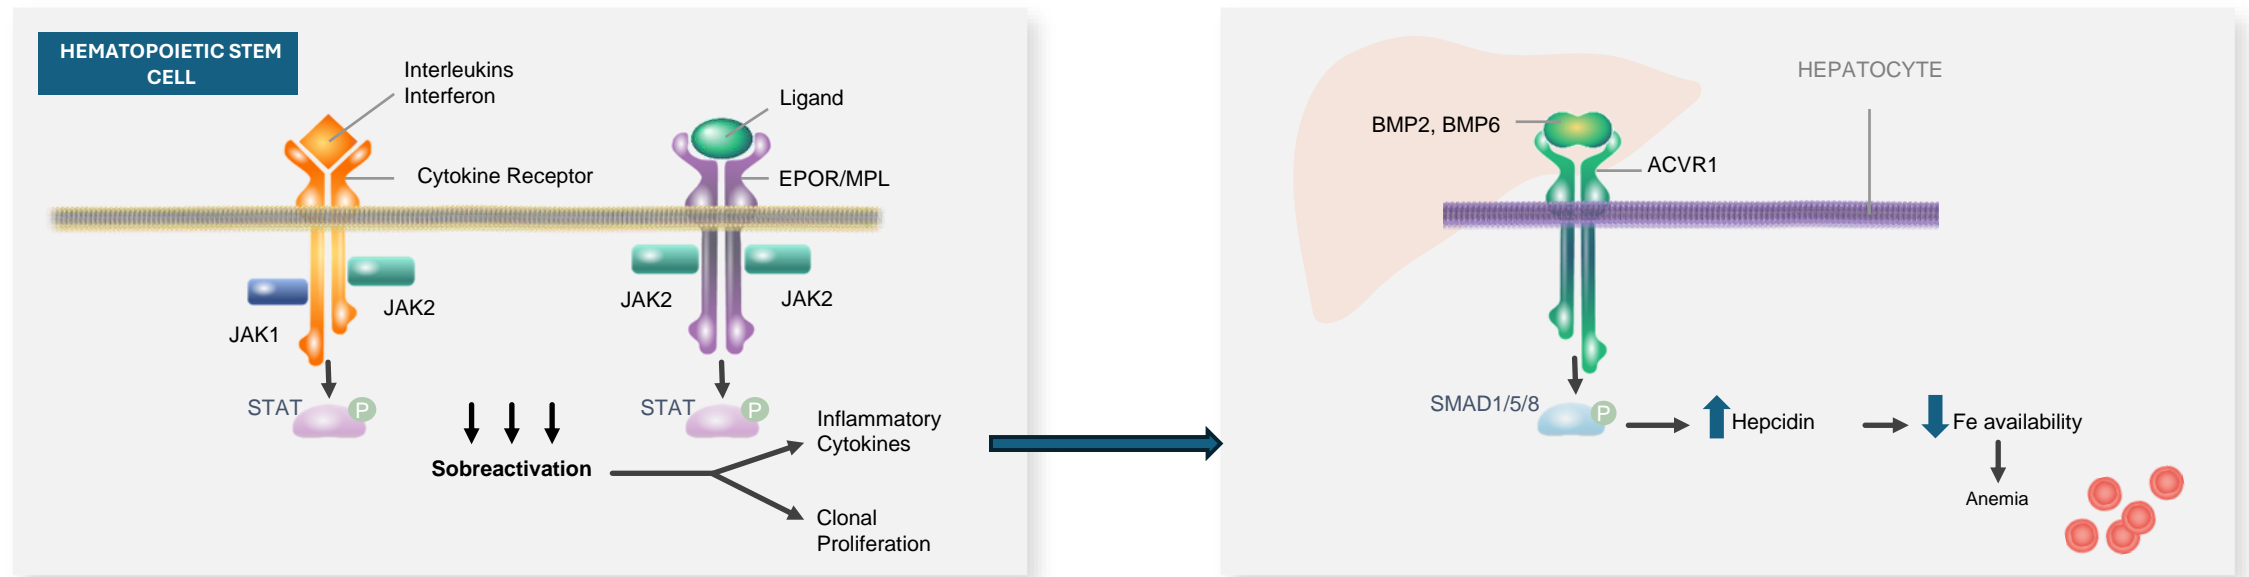 HEMATOPOIETIC STEM
CELL
Interleukins
Interferon
Ligand
Cytokine Receptor
EPOR/MPL
JAK1
JAK2
JAK2
JAK2
STAT
P
STAT
P
Sobreactivation
Inflammatory
Cytokines
Clonal
Proliferation
HEPATOCYTE
BMP2, BMP6
ACVR1
SMAD1/5/8
P
Hepcidin
Fe availability
Anemia